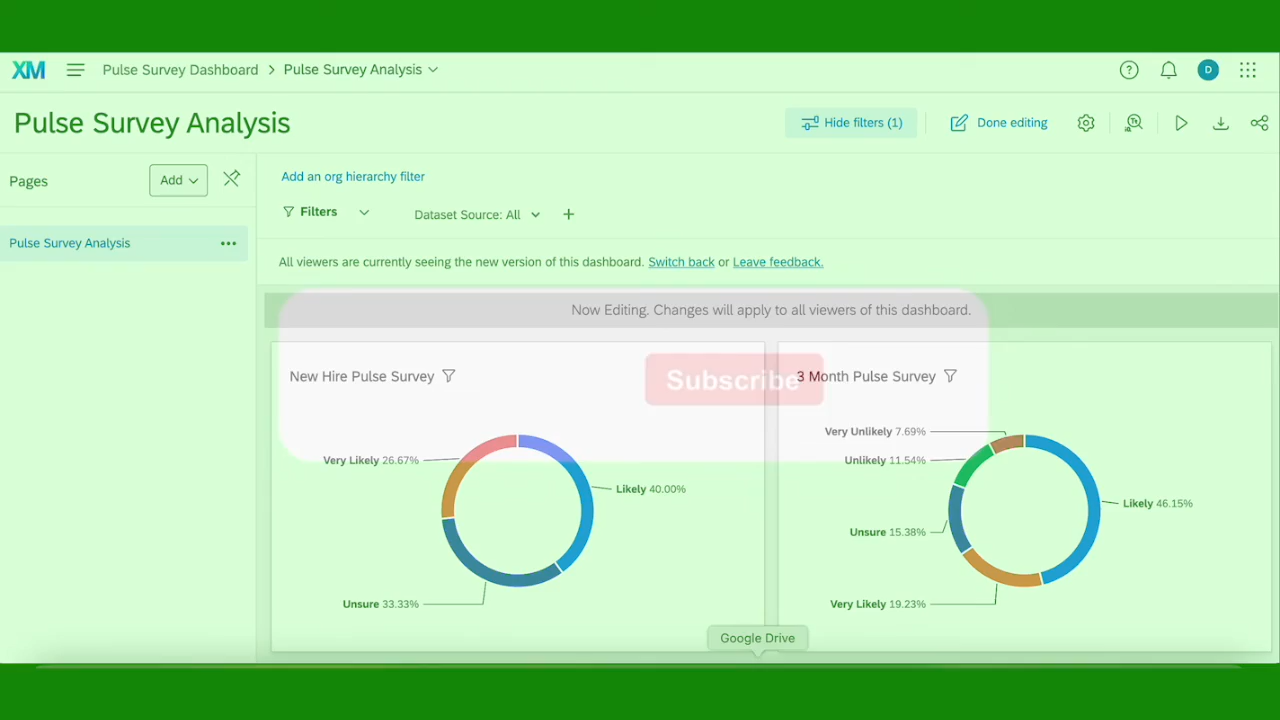 XM
Pulse Survey Dashboard > Pulse Survey Analysis
D
Pulse Survey Analysis
Hide filters (1)
Done editing
Pages
Add
Add an org hierarchy filter
Filters
Dataset Source: All
Pulse Survey Analysis
All viewers are currently seeing the new version of this dashboard. Switch back or Leave feedback.
Now Editing. Changes will apply to all viewers of this dashboard.
Subscribe
New Hire Pulse Survey
Very Likely 26.67%
Likely 40.00%
Unsure 33.33%
3 Month Pulse Survey
Very Unlikely 7.69%
Unlikely 11.54%
Likely 46.15%
Unsure 15.38%
Very Likely 19.23%
Google Drive